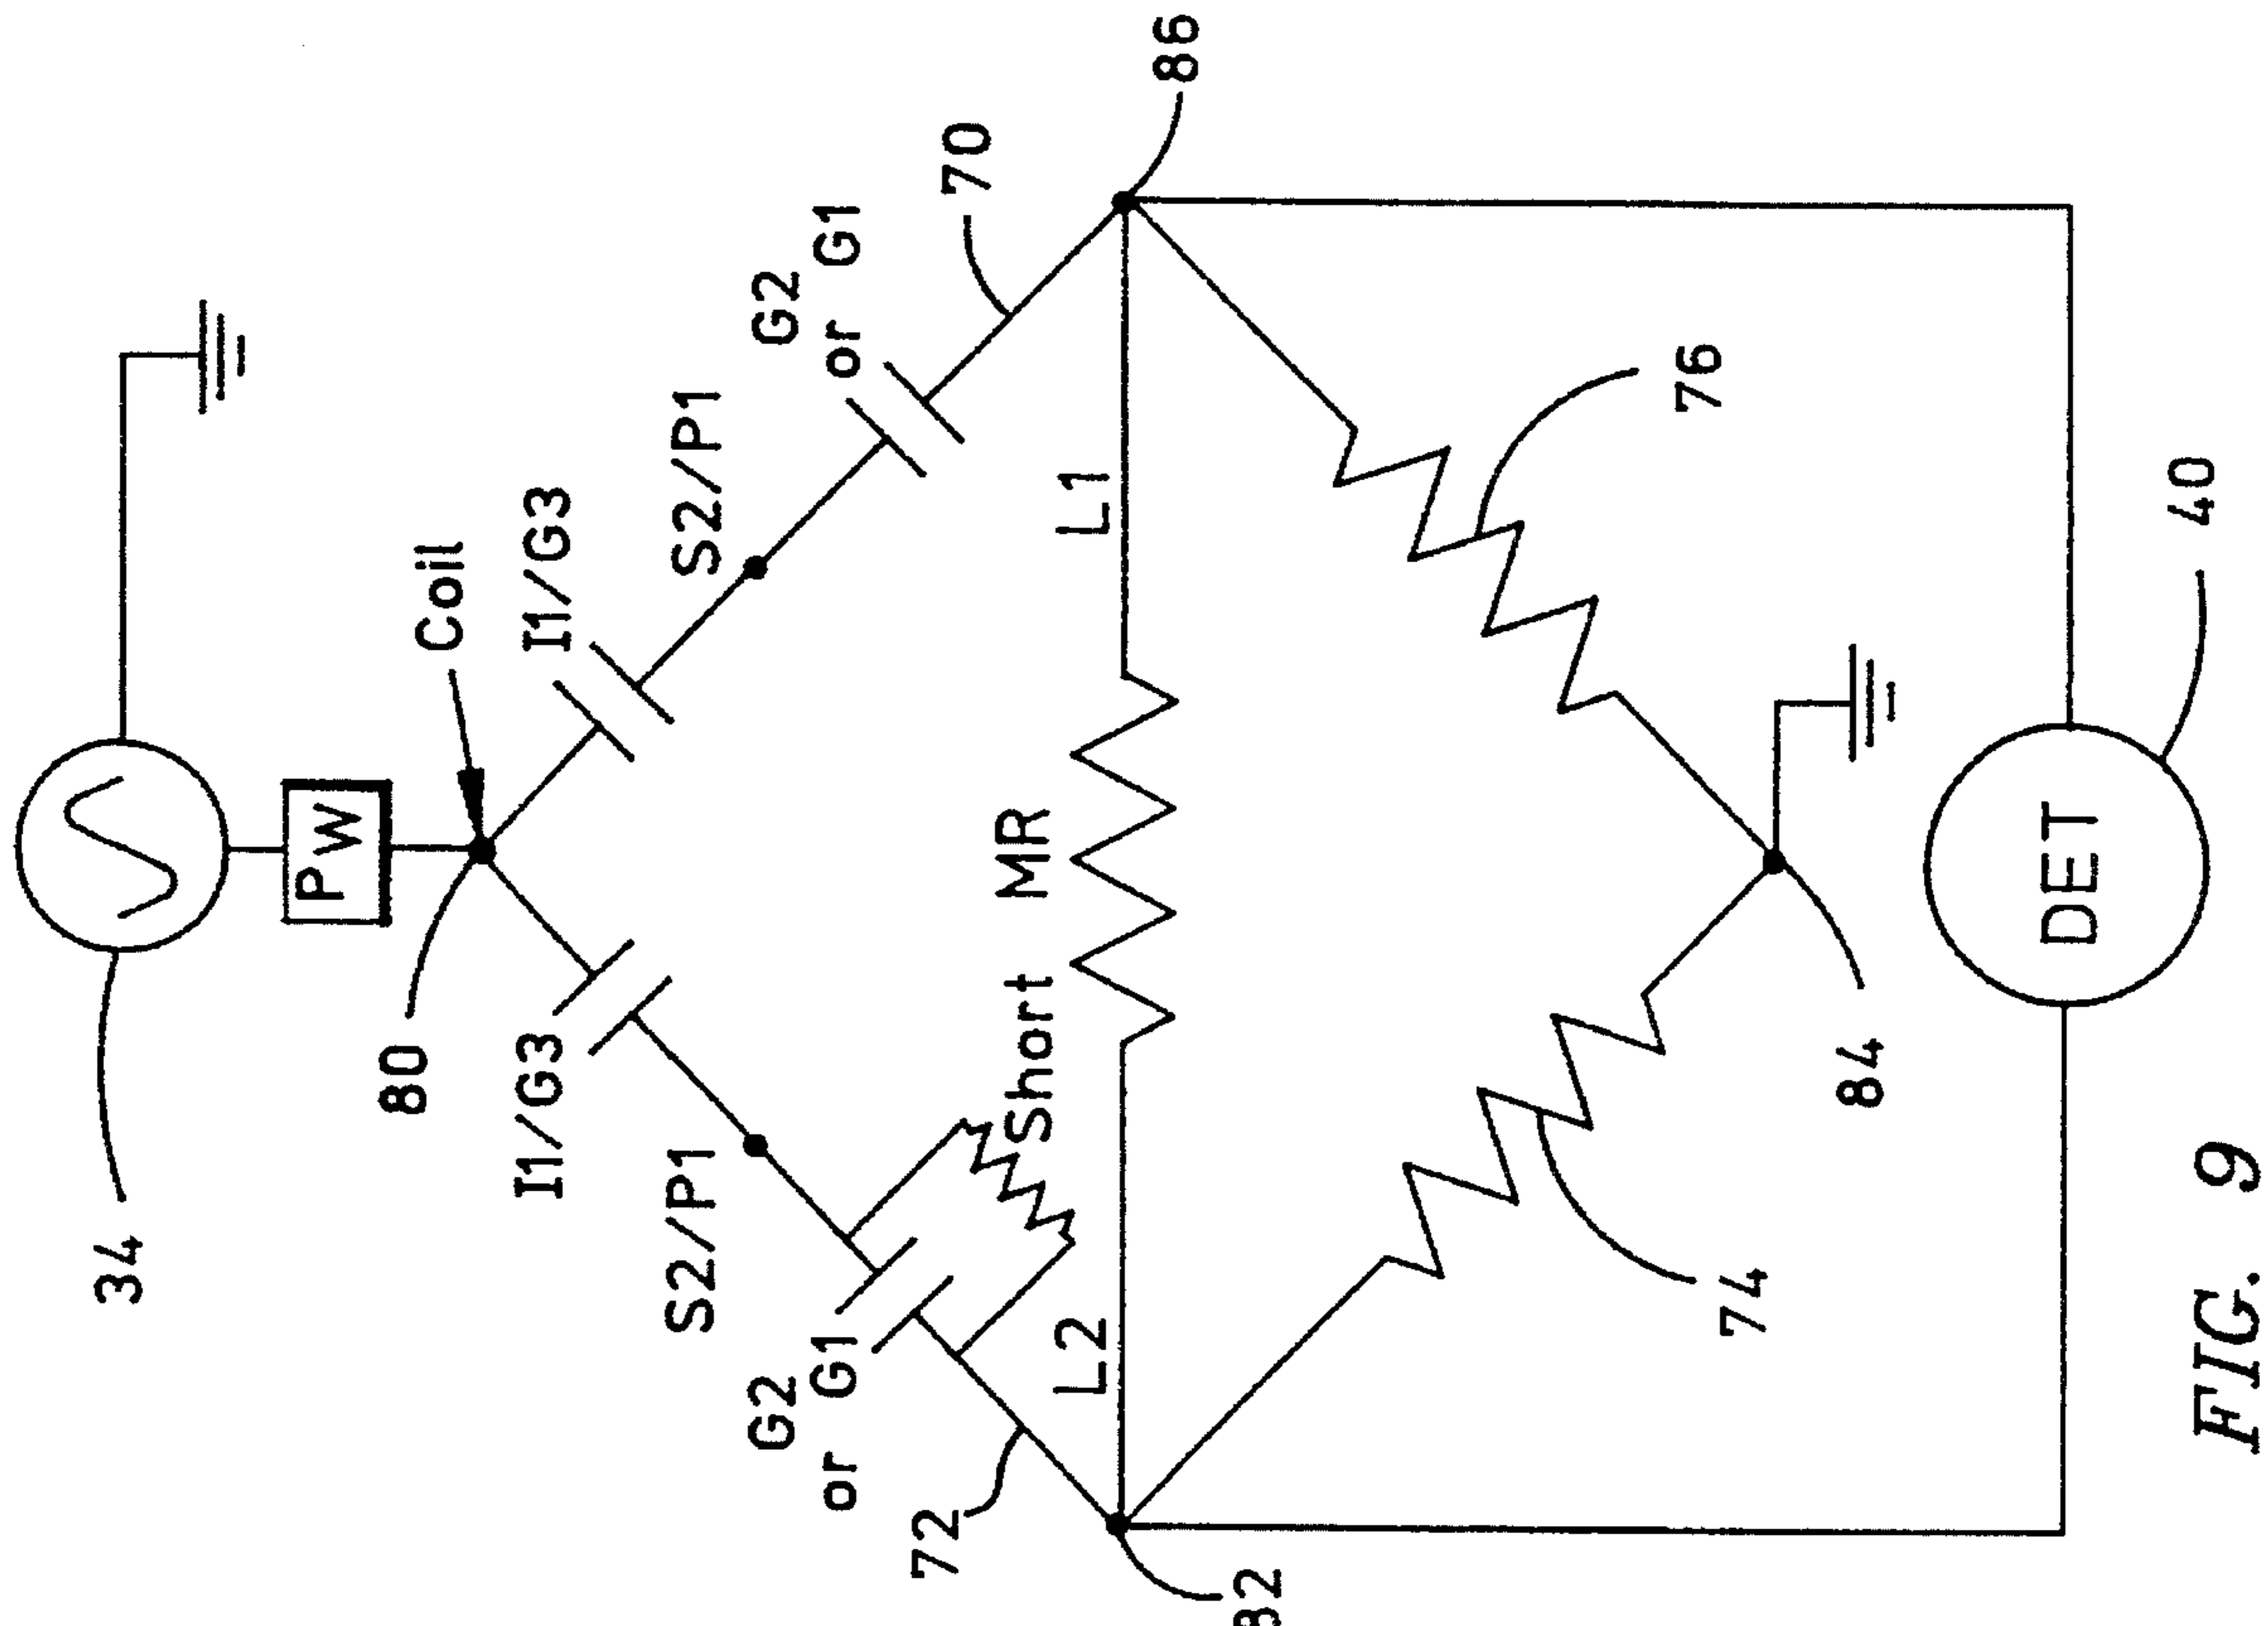 34
PW
80
Coil
I1/G3
I1/G3
S2/P1
S2/P1
G2
or G1
G2
or G1
72
70
Short
MR
L2
L1
86
82
76
74
84
DET
40
FIG. 9